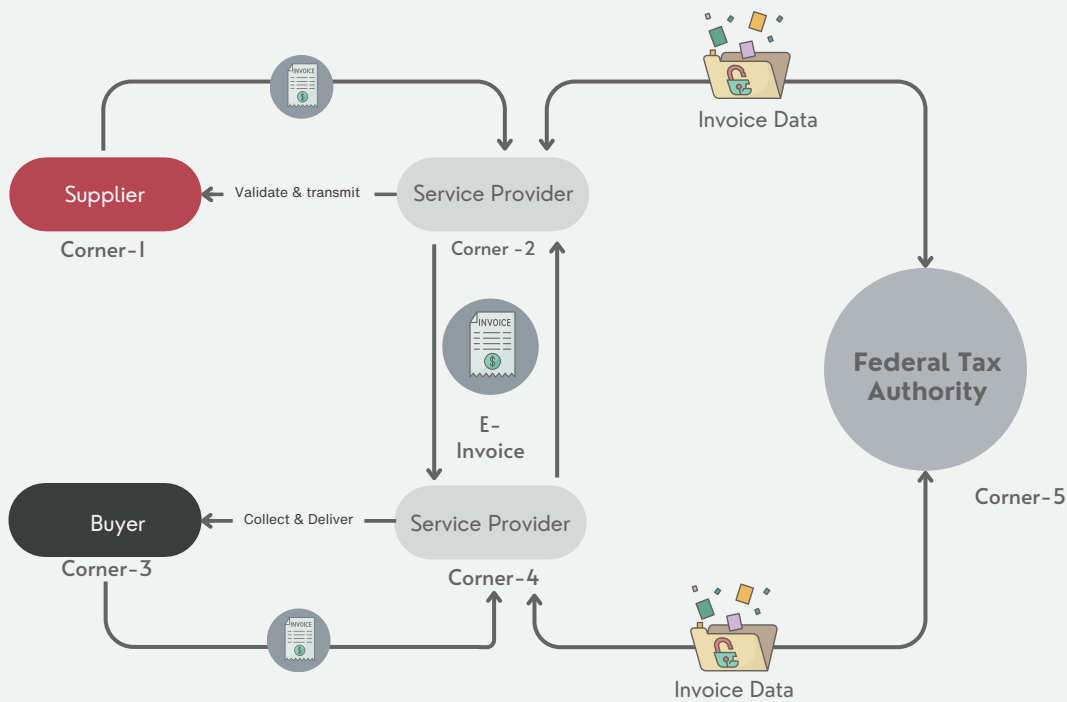 INVOICE
Invoice Data
Supplier
Validate & transmit
Service Provider
Corner-1
Corner -2
INVOICE
Federal Tax
Authority
E-
Invoice
Buyer
Collect & Deliver
Service Provider
Corner-5
Corner-3
Corner-4
INVOICE
Invoice Data